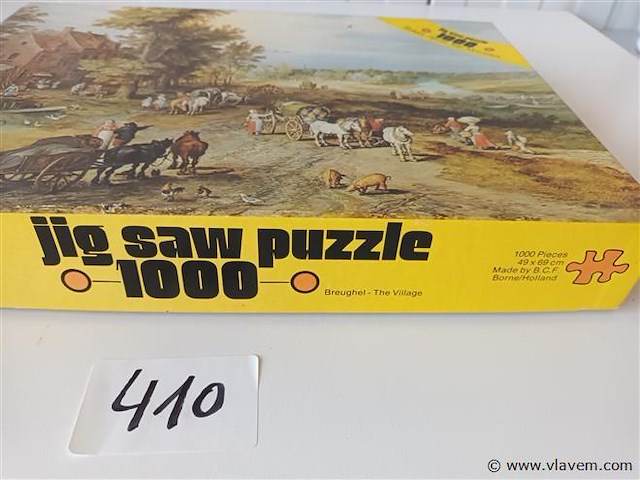 1000
jig saw puzzle
1000
Breughel - The Village
1000 Pieces
49 x 69 cm
Made by B.C.F.
Borne/Holland
410
© www.vlavem.com